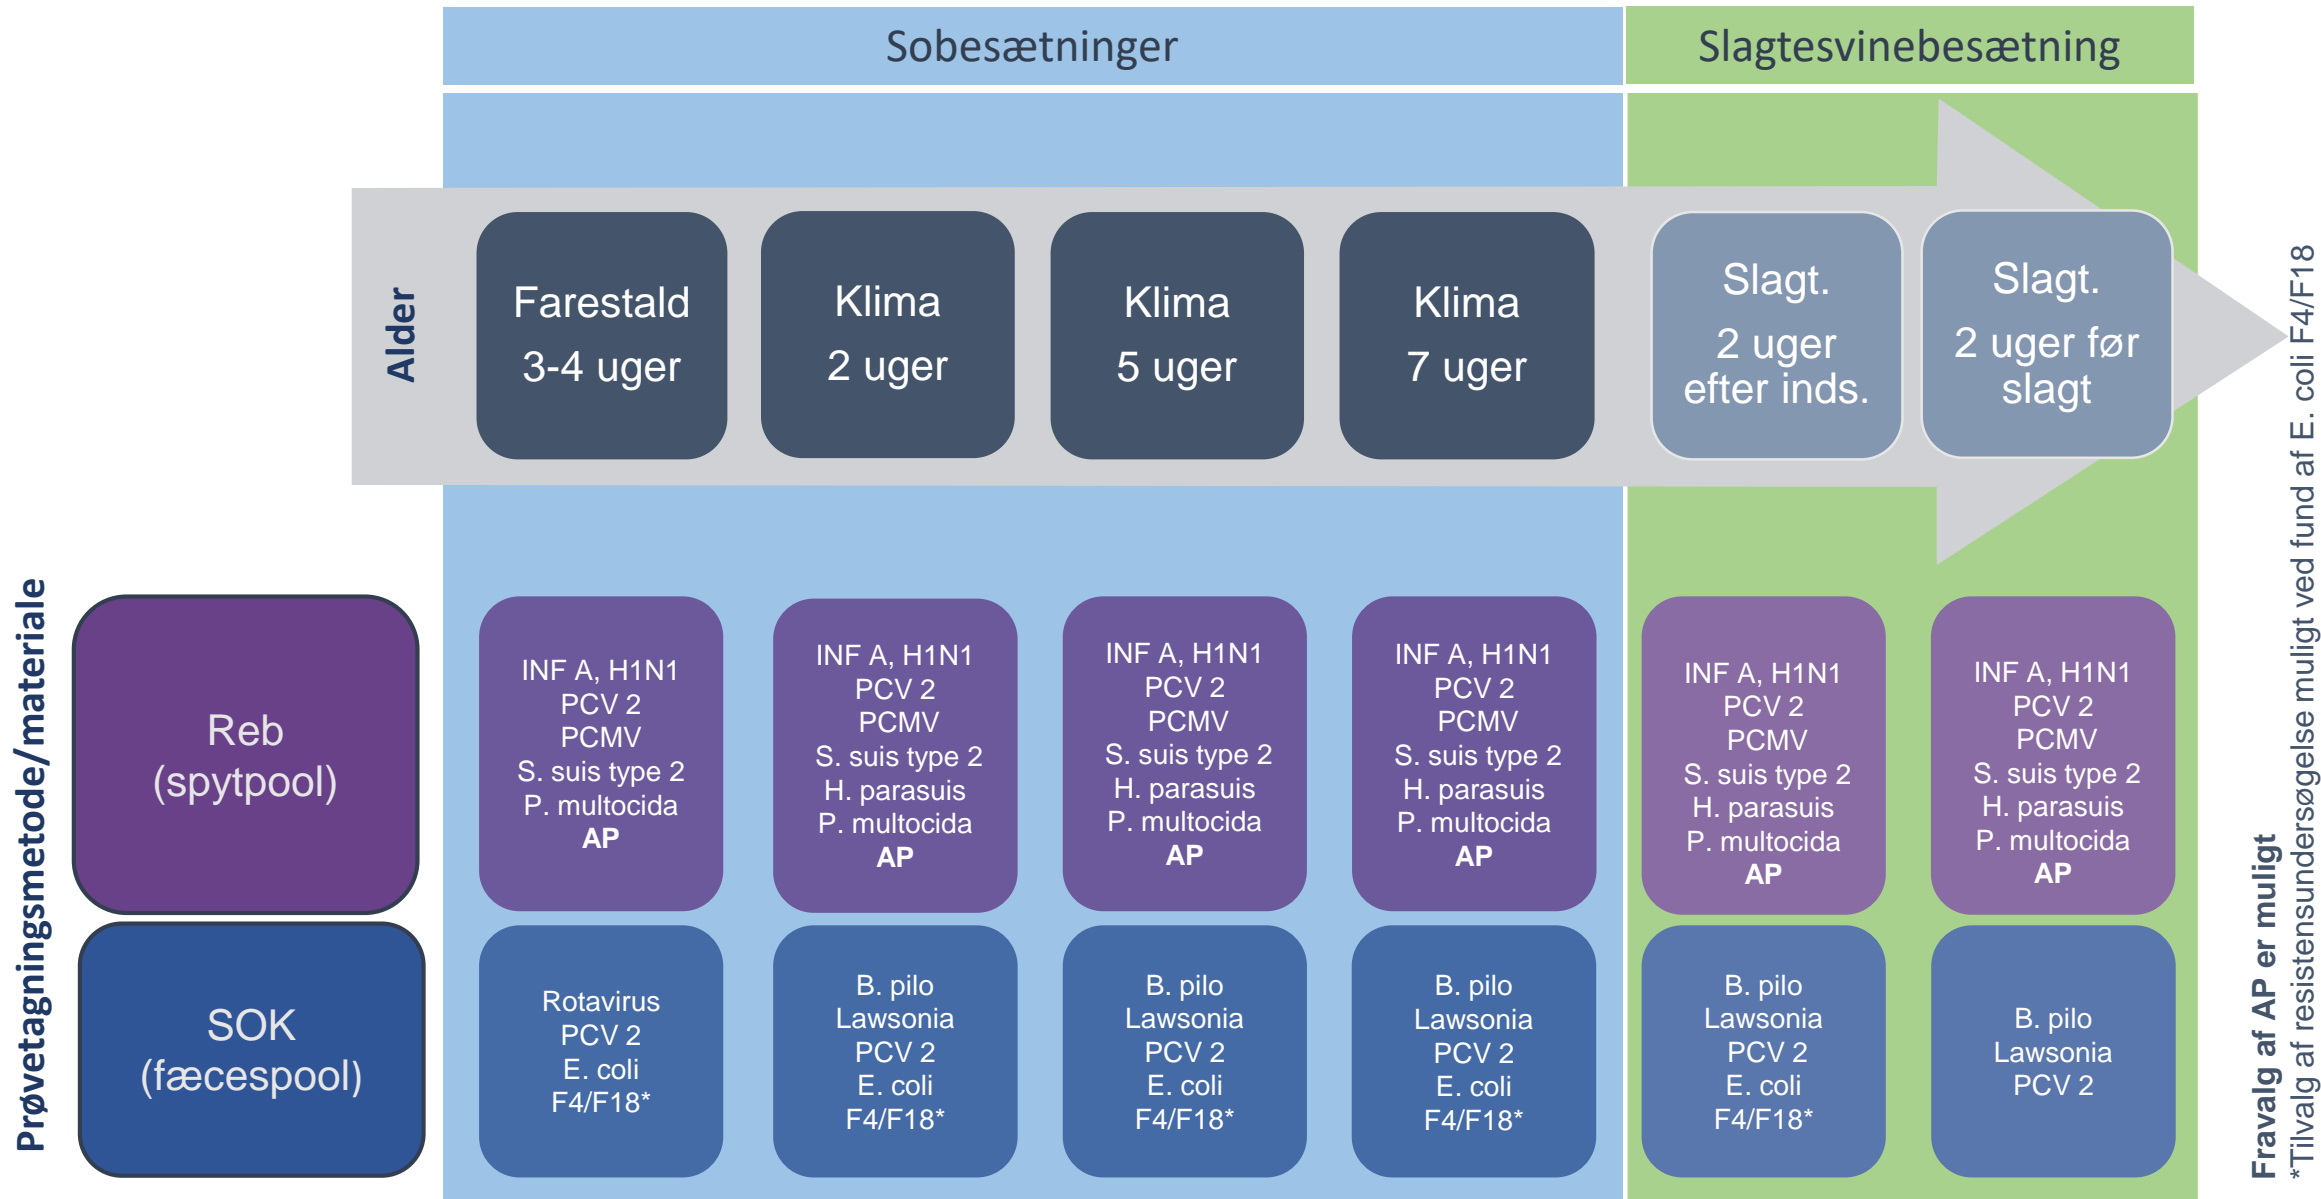 Sobesætninger
Slagtesvinebesætning
Alder
Farestald
3-4 uger
Klima
2 uger
Klima
5 uger
Klima
7 uger
Slagt.
2 uger
efter inds.
Slagt.
2 uger før
slagt
Prøvetagningsmetode/materiale
Reb
(spytpool)
INF A, H1N1
PCV 2
PCMV
S. suis type 2
P. multocida
AP
INF A, H1N1
PCV 2
PCMV
S. suis type 2
H. parasuis
P. multocida
AP
INF A, H1N1
PCV 2
PCMV
S. suis type 2
H. parasuis
P. multocida
AP
INF A, H1N1
PCV 2
PCMV
S. suis type 2
H. parasuis
P. multocida
AP
INF A, H1N1
PCV 2
PCMV
S. suis type 2
H. parasuis
P. multocida
AP
INF A, H1N1
PCV 2
PCMV
S. suis type 2
H. parasuis
P. multocida
AP
SOK
(fæcespool)
Rotavirus
PCV 2
E. coli
F4/F18*
B. pilo
Lawsonia
PCV 2
E. coli
F4/F18*
B. pilo
Lawsonia
PCV 2
E. coli
F4/F18*
B. pilo
Lawsonia
PCV 2
E. coli
F4/F18*
B. pilo
Lawsonia
PCV 2
E. coli
F4/F18*
B. pilo
Lawsonia
PCV 2
Fravalg af AP er muligt
*Tilvalg af resistensundersøgelse muligt ved fund af E. coli F4/F18